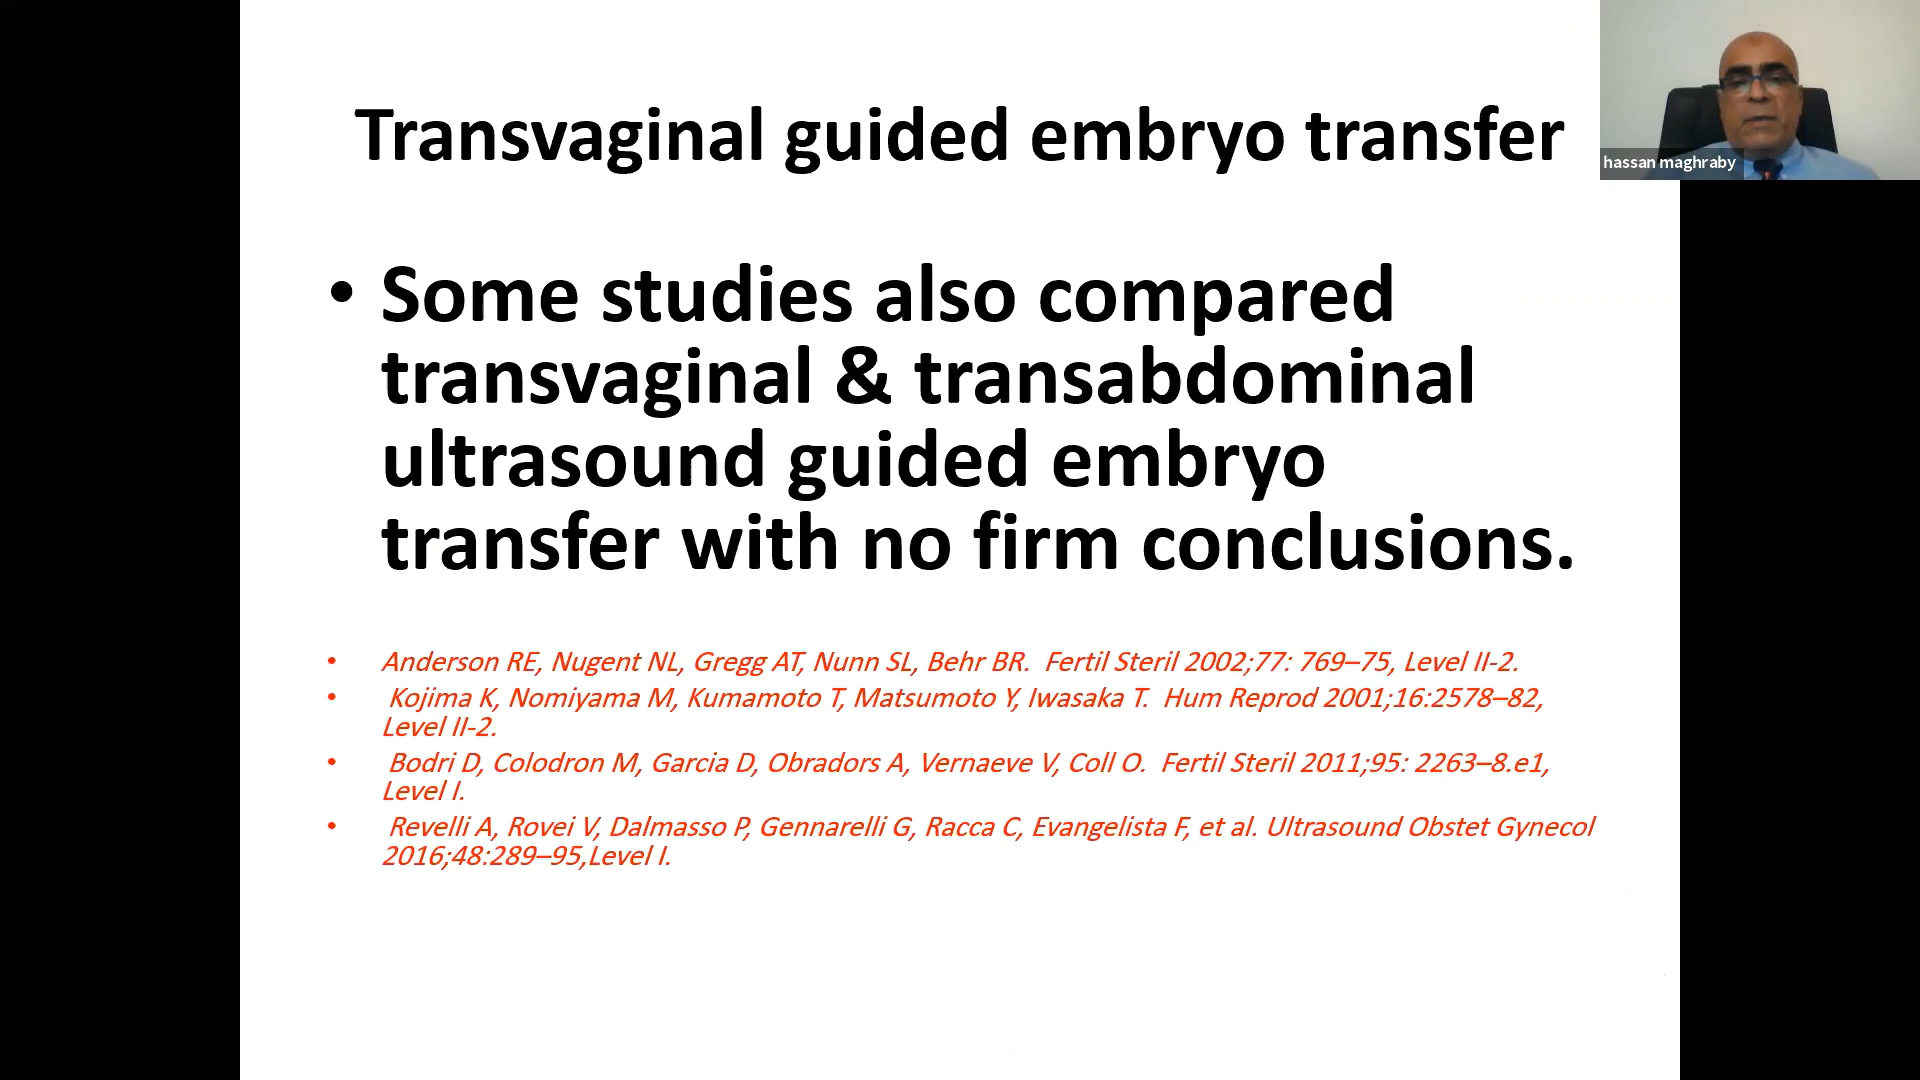 Transvaginal guided embryo transfer
hassan maghraby
• Some studies also compared
transvaginal & transabdominal
ultrasound guided embryo
transfer with no firm conclusions.
• Anderson RE, Nugent NL, Gregg AT, Nunn SL, Behr BR. Fertil Steril 2002;77: 769–75, Level II-2.
• Kojima K, Nomiyama M, Kumamoto T, Matsumoto Y, Iwasaka T. Hum Reprod 2001;16:2578–82,
Level II-2.
• Bodri D, Colodron M, Garcia D, Obradors A, Vernaeve V, Coll O. Fertil Steril 2011;95: 2263–8.e1,
Level I.
• Revelli A, Rovei V, Dalmasso P, Gennarelli G, Racca C, Evangelista F, et al. Ultrasound Obstet Gynecol
2016;48:289–95,Level I.